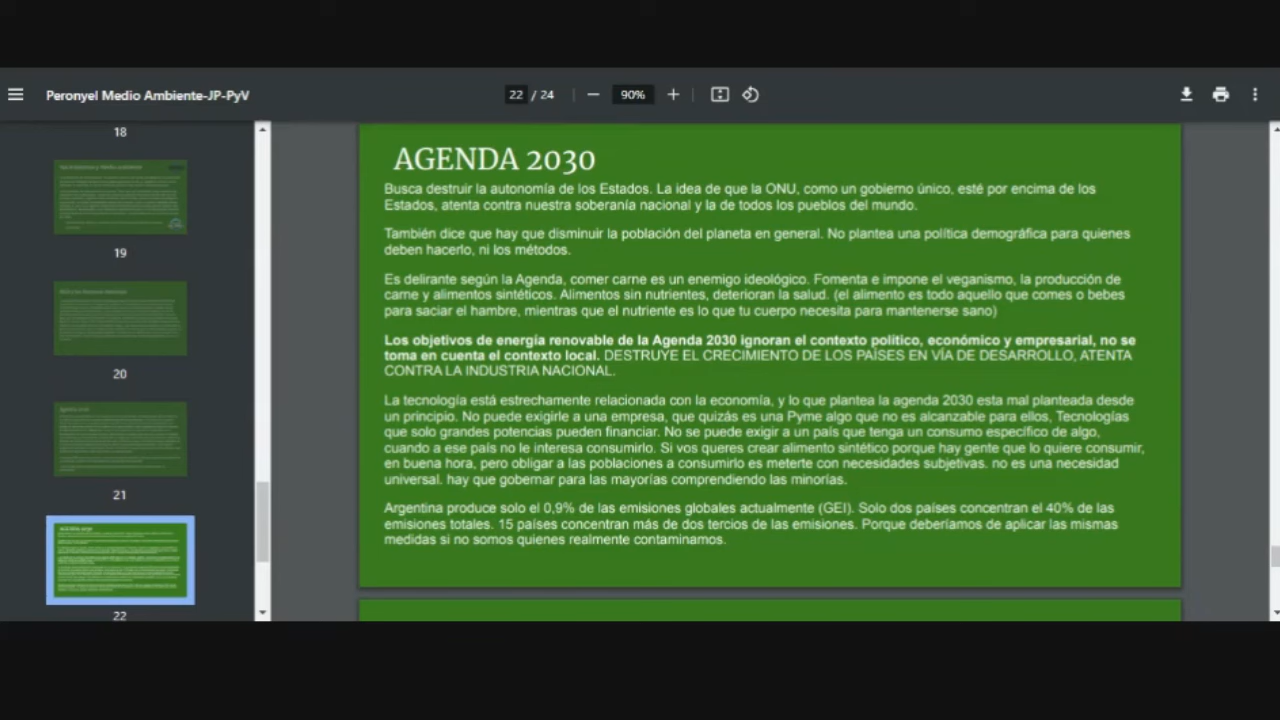 Peronyel Medio Ambiente-JP-PyV
22 / 24
90%
18
19
20
21
22
AGENDA 2030
Busca destruir la autonomía de los Estados. La idea de que la ONU, como un gobierno único, esté por encima de los
Estados, atenta contra nuestra soberanía nacional y la de todos los pueblos del mundo.
También dice que hay que disminuir la población del planeta en general. No plantea una política demográfica para quienes
deben hacerlo, ni los métodos.
Es delirante según la Agenda, comer carne es un enemigo ideológico. Fomenta e impone el veganismo, la producción de
carne y alimentos sintéticos. Alimentos sin nutrientes, deterioran la salud. (el alimento es todo aquello que comes o bebes
para saciar el hambre, mientras que el nutriente es lo que tu cuerpo necesita para mantenerse sano)
Los objetivos de energía renovable de la Agenda 2030 ignoran el contexto político, económico y empresarial, no se
toma en cuenta el contexto local. DESTRUYE EL CRECIMIENTO DE LOS PAÍSES EN VÍA DE DESARROLLO, ATENTA
CONTRA LA INDUSTRIA NACIONAL.
La tecnología está estrechamente relacionada con la economía, y lo que plantea la agenda 2030 esta mal planteada desde
un principio. No puede exigirle a una empresa, que quizás es una Pyme algo que no es alcanzable para ellos, Tecnologías
que solo grandes potencias pueden financiar. No se puede exigir a un país que tenga un consumo específico de algo,
cuando a ese país no le interesa consumirlo. Si vos queres crear alimento sintético porque hay gente que lo quiere consumir,
en buena hora, pero obligar a las poblaciones a consumirlo es meterte con necesidades subjetivas. no es una necesidad
universal. hay que gobernar para las mayorías comprendiendo las minorías.
Argentina produce solo el 0,9% de las emisiones globales actualmente (GEI). Solo dos países concentran el 40% de las
emisiones totales. 15 países concentran más de dos tercios de las emisiones. Porque deberíamos de aplicar las mismas
medidas si no somos quienes realmente contaminamos.